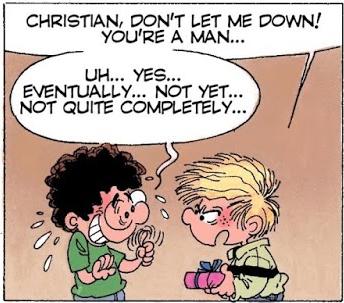 CHRISTIAN, DON'T LET ME DOWN!
YOU'RE A MAN...
UH... YES...
EVENTUALLY... NOT YET...
NOT QUITE COMPLETELY...